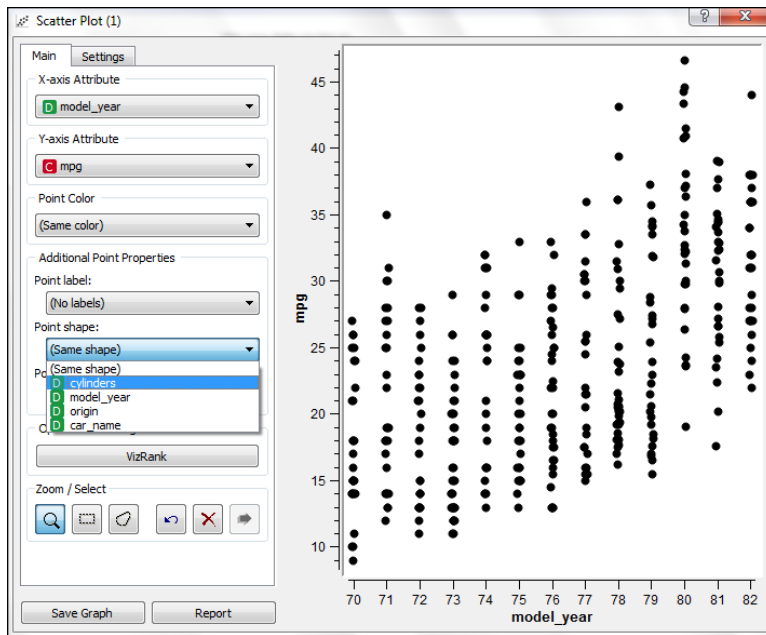 Scatter Plot (1)
?
X
Main
Settings
X-axis Attribute
D model_year
Y-axis Attribute
C mpg
Point Color
(Same color)
Additional Point Properties
Point label:
(No labels)
Point shape:
(Same shape)
(Same shape)
D cylinders
D model_year
D origin
D car_name
VizRank
Zoom / Select
Save Graph
Report
45
40
35
30
25
20
15
10
mpg
70 71 72 73 74 75 76 77 78 79 80 81 82
model_year